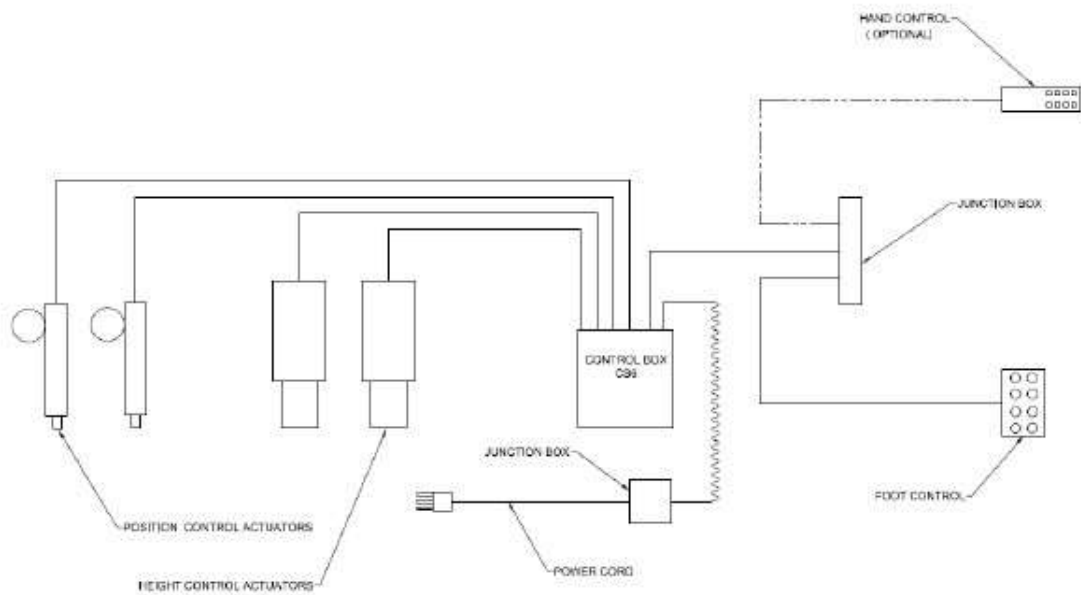 HAND CONTROL
( OPTIONAL)
JUNCTION BOX
CONTROL BOX
CB6
JUNCTION BOX
FOOT CONTROL
POSITION CONTROL ACTUATORS
POWER CORD
HEIGHT CONTROL ACTUATORS